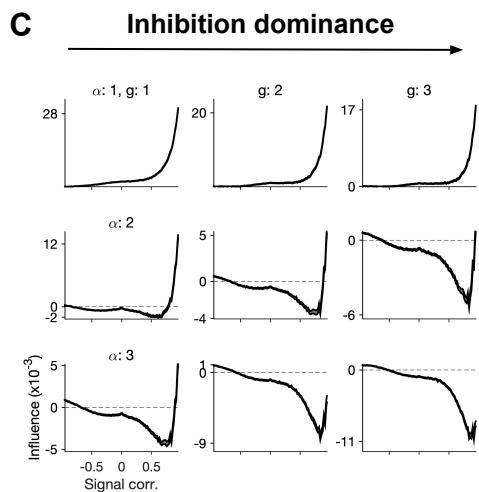 C Inhibition dominance
α: 1, g: 1 g: 2 g: 3
28 20 17
0
α: 2
12 5 0
0 0
-2 -4 -6
α: 3
5 1 0
0 0
-5 -9 -11
Influence (x10⁻³)
-0.5 0 0.5
Signal corr.